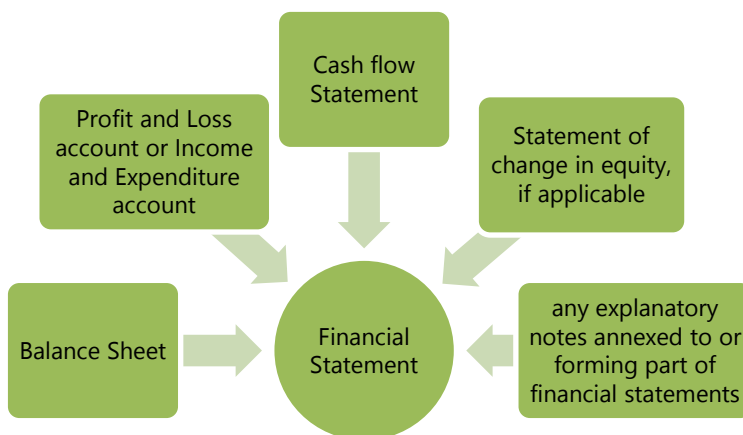 Cash flow
Statement
Profit and Loss
account or Income
and Expenditure
account
Statement of
change in equity,
if applicable
Balance Sheet
Financial
Statement
any explanatory
notes annexed to or
forming part of
financial statements